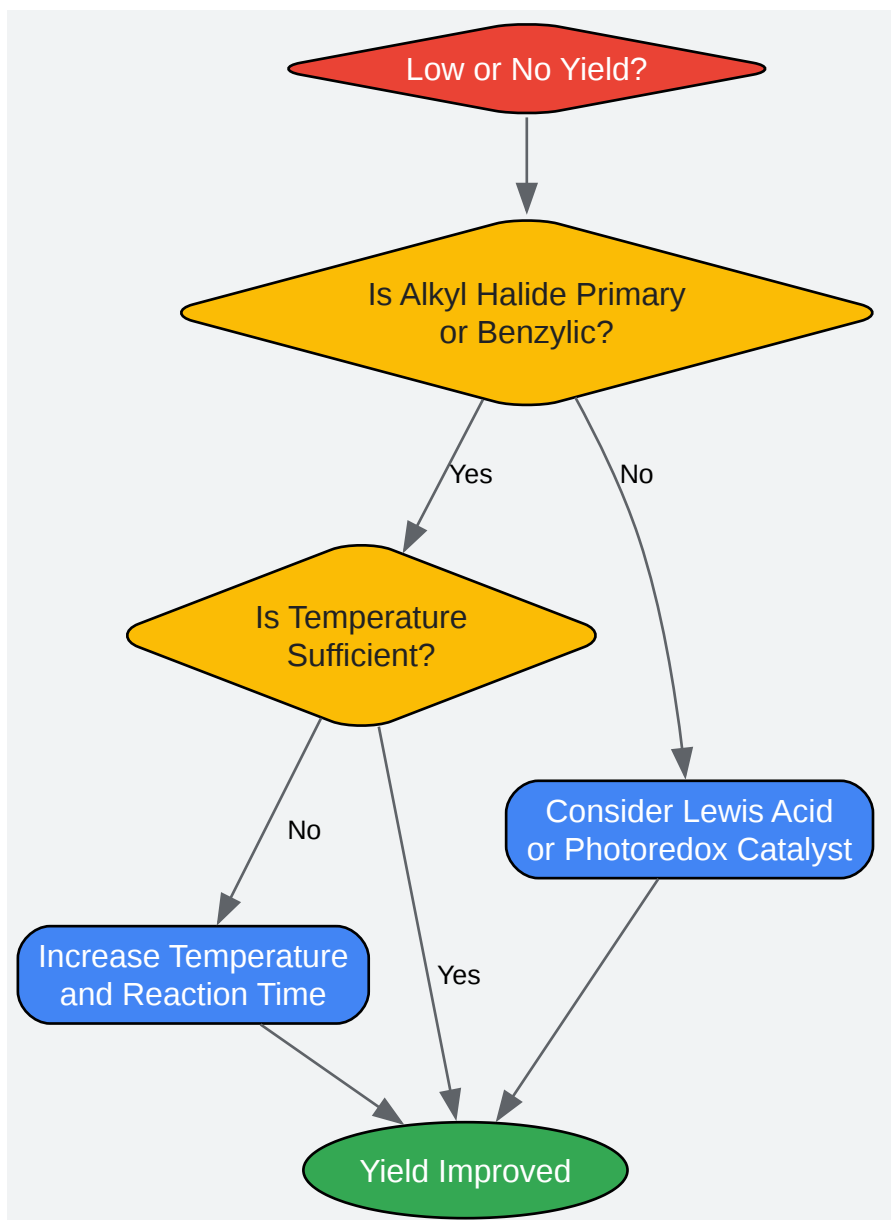 Low or No Yield?
Is Alkyl Halide Primary
or Benzylic?
Yes
No
Is Temperature
Sufficient?
Consider Lewis Acid
or Photoredox Catalyst
No
Increase Temperature
and Reaction Time
Yes
Yield Improved